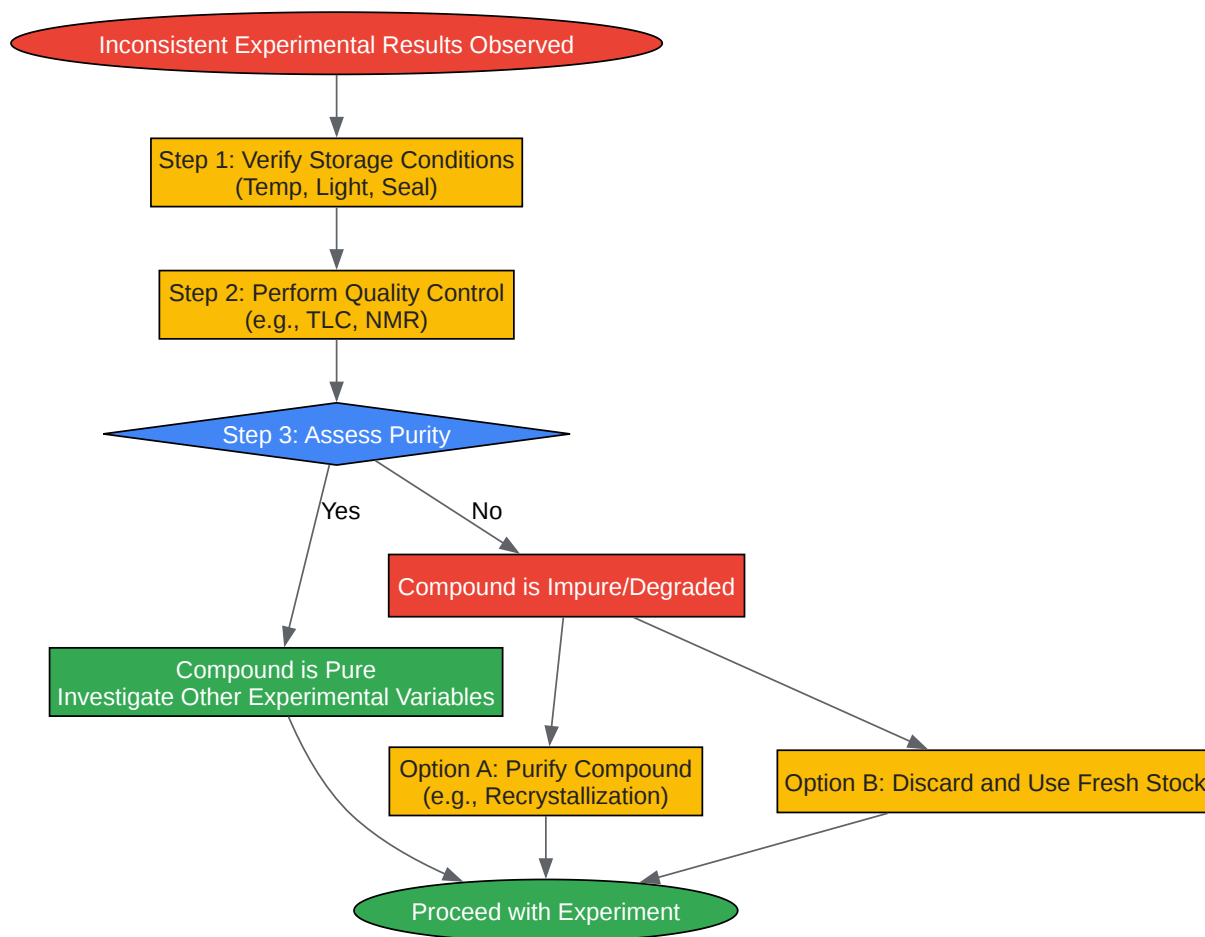 Inconsistent Experimental Results Observed
Step 1: Verify Storage Conditions
(Temp, Light, Seal)
Step 2: Perform Quality Control
(e.g., TLC, NMR)
Step 3: Assess Purity
Yes
No
Compound is Impure/Degraded
Compound is Pure
Investigate Other Experimental Variables
Option A: Purify Compound
(e.g., Recrystallization)
Option B: Discard and Use Fresh Stock
Proceed with Experiment